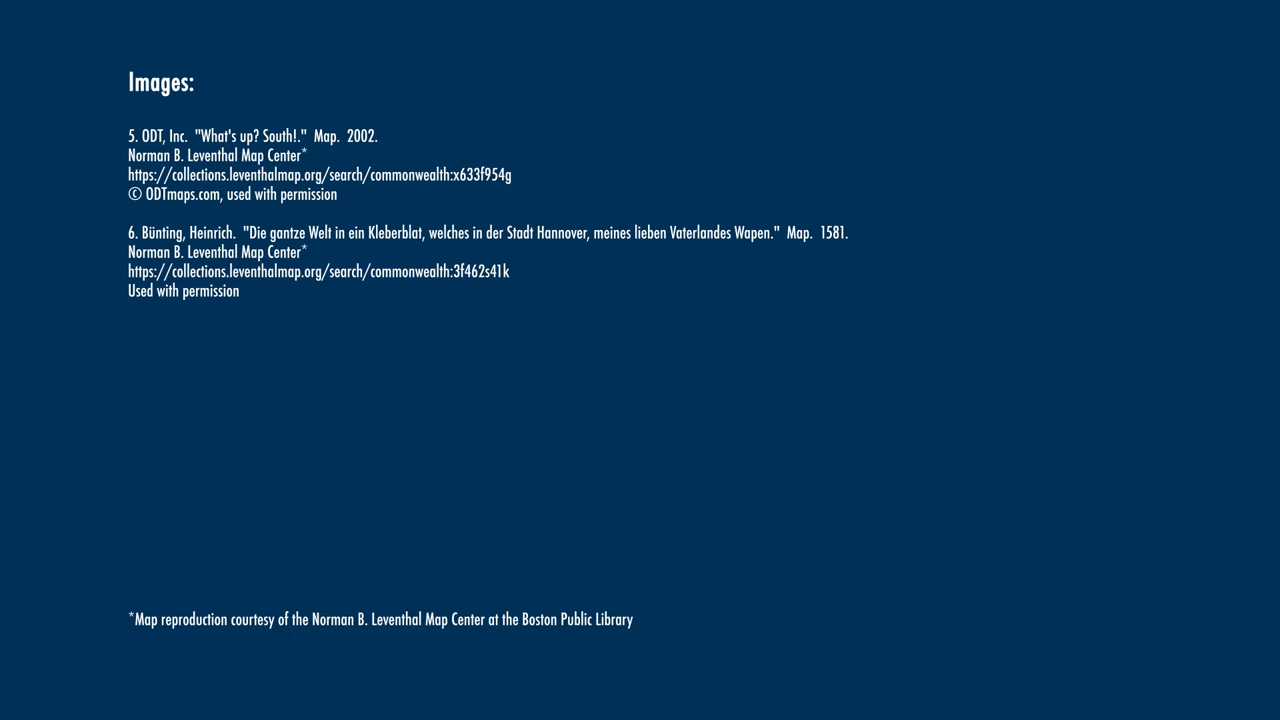 Images:
5. ODT, Inc.  "What's up? South!."  Map.  2002.
Norman B. Leventhal Map Center*
https://collections.leventhalmap.org/search/commonwealth:x633f954g
© ODTmaps.com, used with permission
6. Bünting, Heinrich.  "Die gantze Welt in ein Kleberblat, welches in der Stadt Hannover, meines lieben Vaterlandes Wapen."  Map.  1581.
Norman B. Leventhal Map Center*
https://collections.leventhalmap.org/search/commonwealth:3f462s41k
Used with permission
*Map reproduction courtesy of the Norman B. Leventhal Map Center at the Boston Public Library